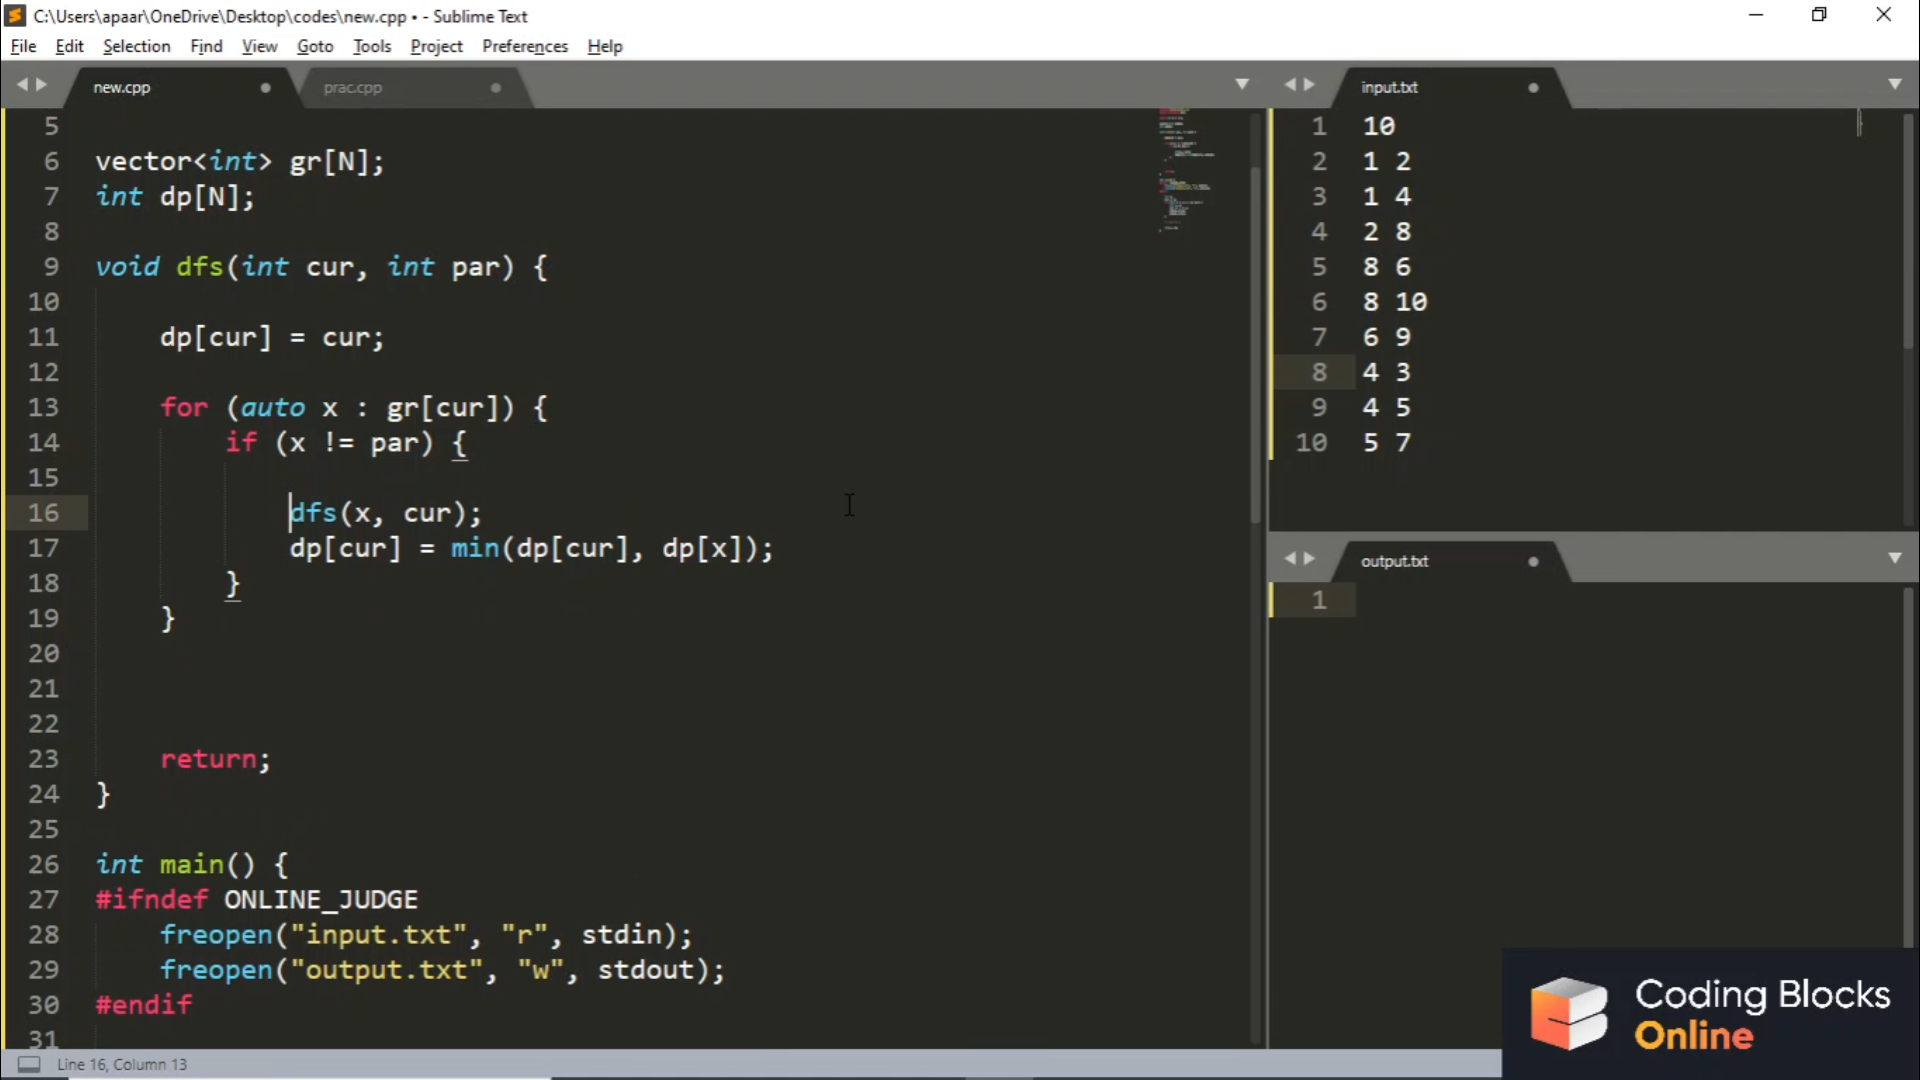 C:\Users\apaar\OneDrive\Desktop\codes\new.cpp • - Sublime Text
File Edit Selection Find View Goto Tools Project Preferences Help
new.cpp prac.cpp
5
6 vector<int> gr[N];
7 int dp[N];
8
9 void dfs(int cur, int par) {
10
11 dp[cur] = cur;
12
13 for (auto x : gr[cur]) {
14 if (x != par) {
15
16 dfs(x, cur);
17 dp[cur] = min(dp[cur], dp[x]);
18 }
19 }
20
21
22
23 return;
24 }
25
26 int main() {
27 #ifndef ONLINE_JUDGE
28 freopen("input.txt", "r", stdin);
29 freopen("output.txt", "w", stdout);
30 #endif
31
input.txt
1 10
2 1 2
3 1 4
4 2 8
5 8 6
6 8 10
7 6 9
8 4 3
9 4 5
10 5 7
output.txt
1
Line 16, Column 13
Coding Blocks
Online